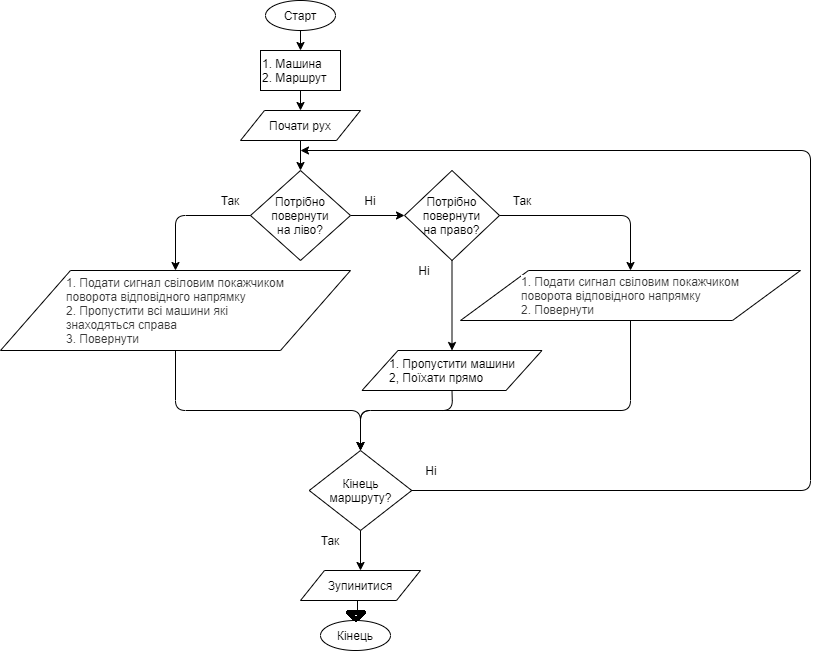 Старт
1. Машина
2. Маршрут
Почати рух
Так
Потрібно
повернути
на ліво?
Ні
Потрібно
повернути
на право?
Так
Ні
1. Подати сигнал свіловим покажчиком
поворота відповідного напрямку
2. Пропустити всі машини які
знаходяться справа
3. Повернути
1. Подати сигнал свіловим покажчиком
поворота відповідного напрямку
2. Повернути
1. Пропустити машини
2, Поїхати прямо
Кінець
маршруту?
Ні
Так
Зупинитися
Кінець